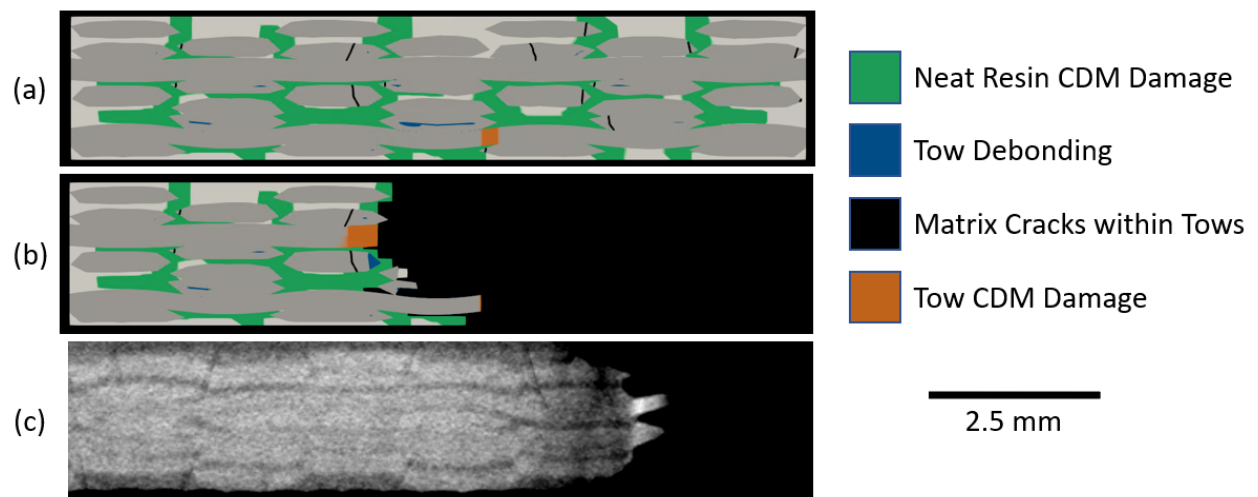 (a)
Neat Resin CDM Damage
Tow Debonding
(b)
Matrix Cracks within Tows
Tow CDM Damage
(c)
2.5 mm